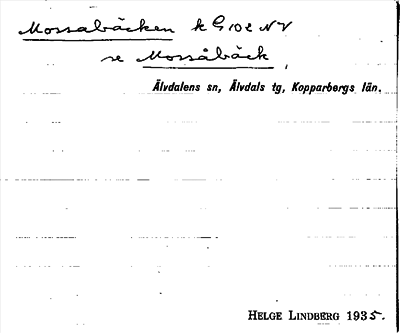 Mossabäcken k G 102 NV
se Mossåbäck,
Älvdalens sn, Älvdals tg, Kopparbergs län.
HELGE LINDBERG 1935.